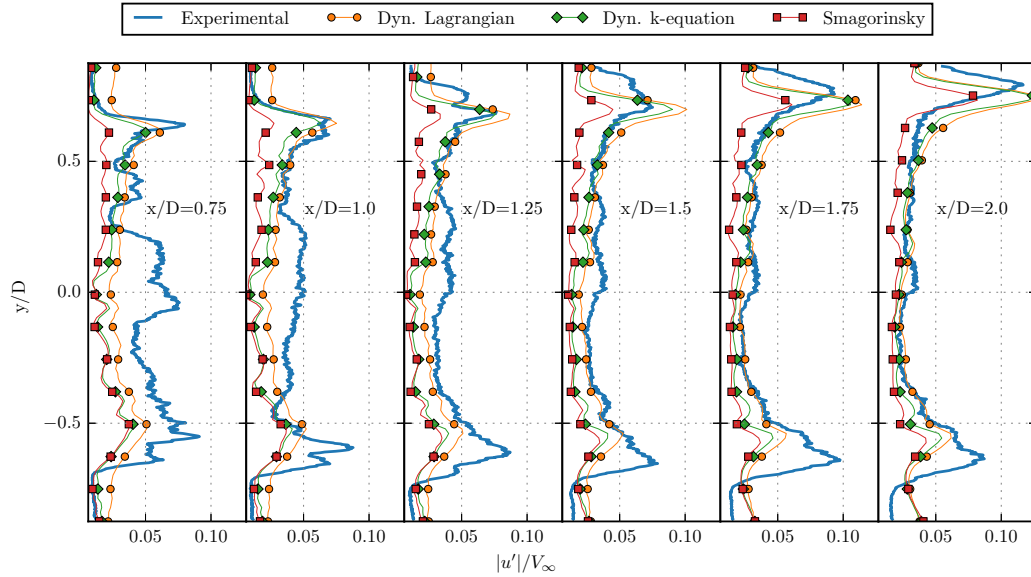 Experimental Dyn. Lagrangian Dyn. k-equation Smagorinsky
y/D
0.5
0.0
−0.5
x/D=0.75 x/D=1.0 x/D=1.25 x/D=1.5 x/D=1.75 x/D=2.0
0.05 0.10 0.05 0.10 0.05 0.10 0.05 0.10 0.05 0.10 0.05 0.10
|u′|/V∞